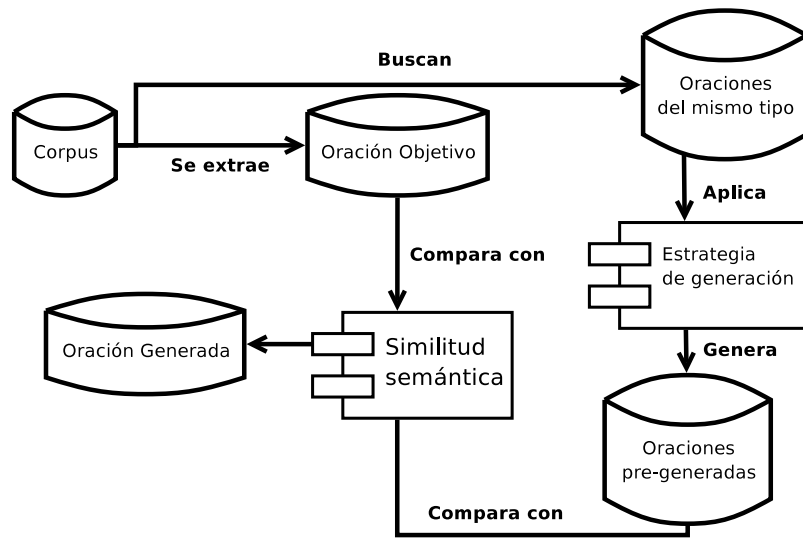 Buscan
Oraciones
del mismo tipo
Corpus
Se extrae
Oración Objetivo
Aplica
Compara con
Estrategia
de generación
Oración Generada
Similitud
semántica
Genera
Oraciones
pre-generadas
Compara con